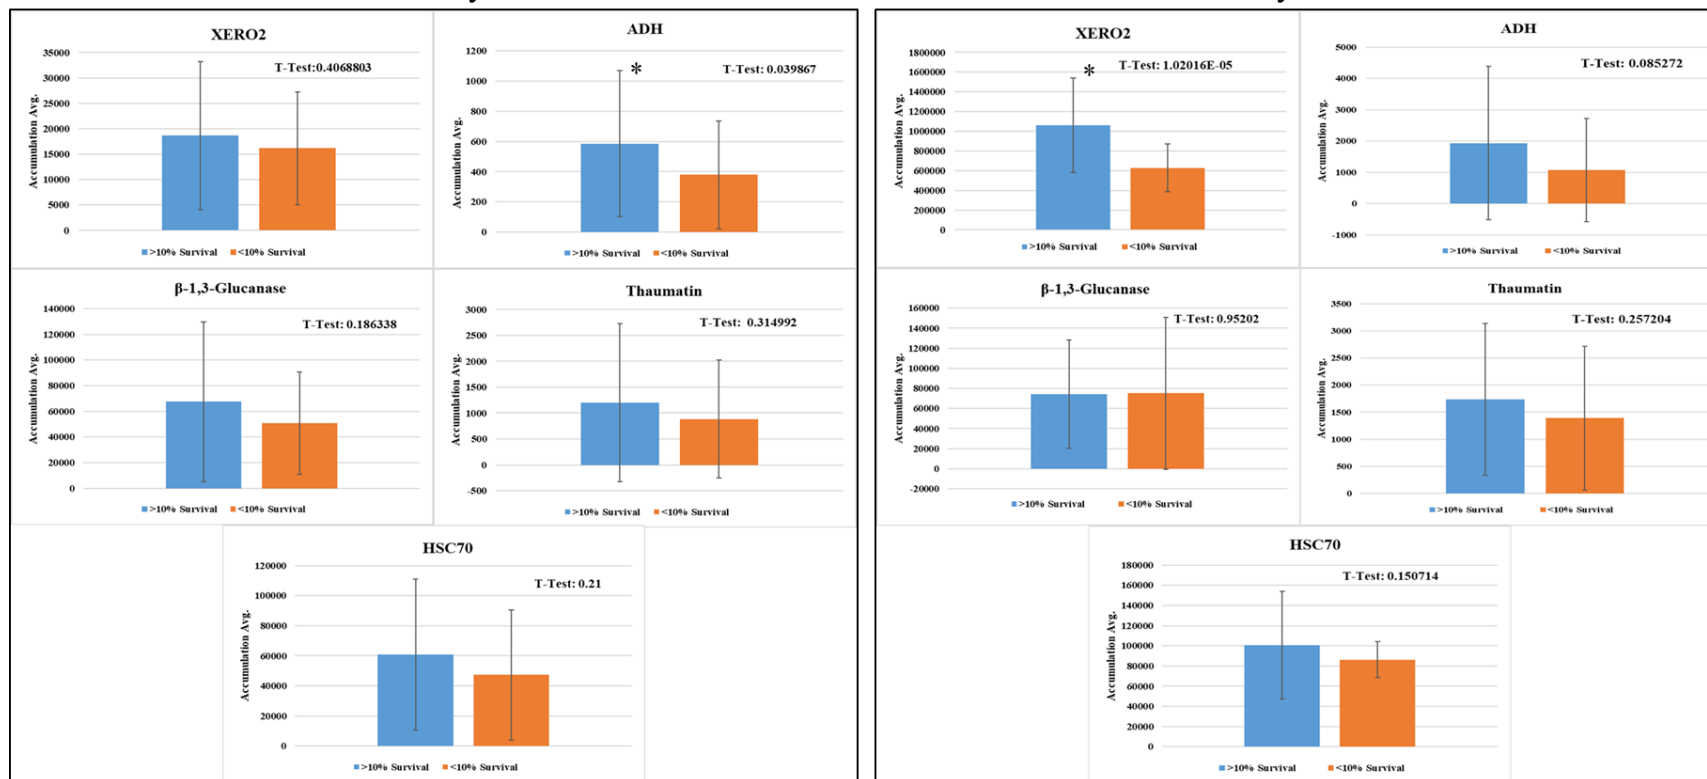 XERO2
35000
30000
25000
20000
15000
10000
5000
0
Accumulation Avg.
T-Test:0.4068803
>10% Survival <10% Survival
ADH
1200
1000
800
600
400
200
0
Accumulation Avg.
*
T-Test: 0.039867
>10% Survival <10% Survival
β-1,3-Glucanase
140000
120000
100000
80000
60000
40000
20000
0
Accumulation Avg.
T-Test: 0.186338
>10% Survival <10% Survival
Thaumatin
3000
2500
2000
1500
1000
500
0
-500
Accumulation Avg.
T-Test: 0.314992
>10% Survival <10% Survival
HSC70
120000
100000
80000
60000
40000
20000
0
Accumulation Avg.
T-Test: 0.21
>10% Survival <10% Survival
XERO2
1800000
1600000
1400000
1200000
1000000
800000
600000
400000
200000
0
Accumulation Avg.
*
T-Test: 1.02016E-05
>10% Survival <10% Survival
ADH
5000
4000
3000
2000
1000
0
-1000
Accumulation Avg.
T-Test: 0.085272
>10% Survival <10% Survival
β-1,3-Glucanase
160000
140000
120000
100000
80000
60000
40000
20000
0
-20000
Accumulation Avg.
T-Test: 0.95202
>10% Survival <10% Survival
Thaumatin
3500
3000
2500
2000
1500
1000
500
0
Accumulation Avg.
T-Test: 0.257204
>10% Survival <10% Survival
HSC70
180000
160000
140000
120000
100000
80000
60000
40000
20000
0
Accumulation Avg.
T-Test: 0.150714
>10% Survival <10% Survival